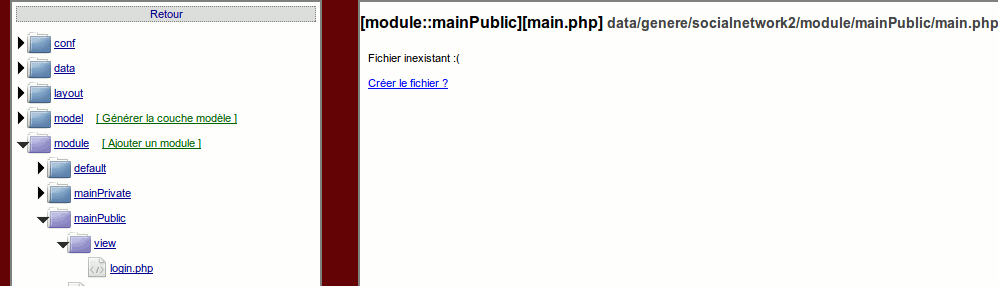 Retour
conf
data
layout
model [ Générer la couche modèle ]
module [ Ajouter un module ]
default
mainPrivate
mainPublic
view
login.php
[module::mainPublic][main.php] data/genere/socialnetwork2/module/mainPublic/main.php
Fichier inexistant :(
Créer le fichier ?